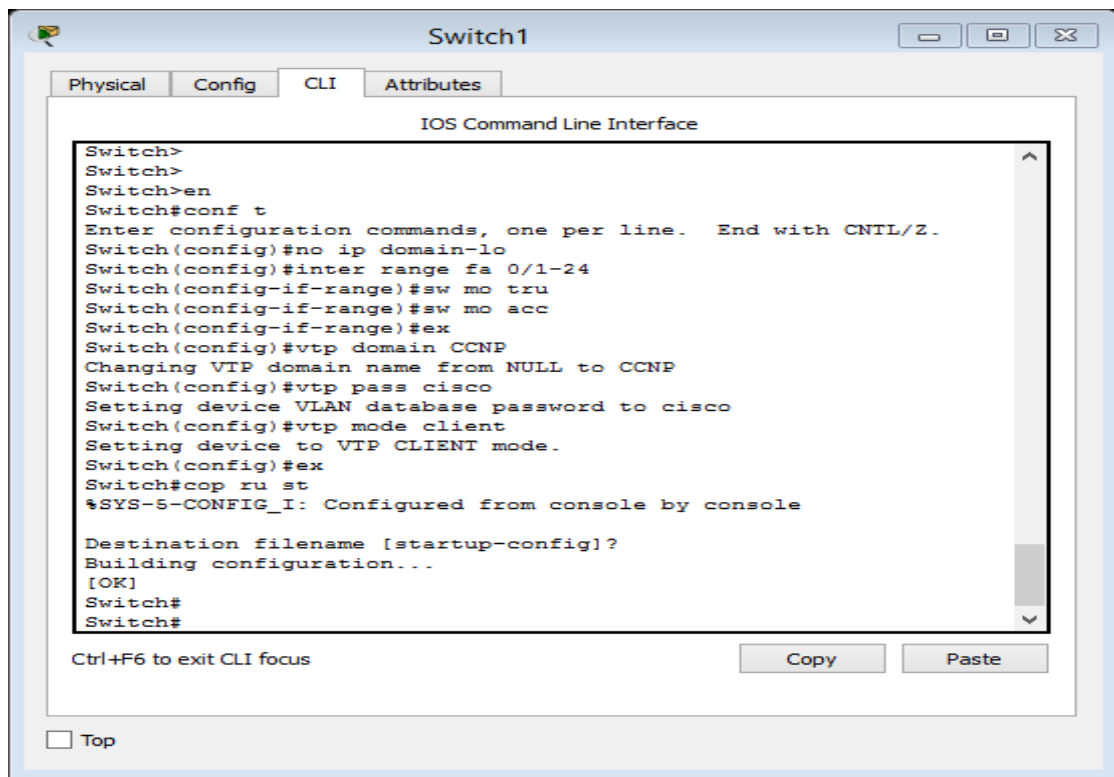 Switch1
Physical Config CLI Attributes
IOS Command Line Interface
Switch>
Switch>
Switch>en
Switch#conf t
Enter configuration commands, one per line.  End with CNTL/Z.
Switch(config)#no ip domain-lo
Switch(config)#inter range fa 0/1-24
Switch(config-if-range)#sw mo tru
Switch(config-if-range)#sw mo acc
Switch(config-if-range)#ex
Switch(config)#vtp domain CCNP
Changing VTP domain name from NULL to CCNP
Switch(config)#vtp pass cisco
Setting device VLAN database password to cisco
Switch(config)#vtp mode client
Setting device to VTP CLIENT mode.
Switch(config)#ex
Switch#cop ru st
%SYS-5-CONFIG_I: Configured from console by console
Destination filename [startup-config]?
Building configuration...
[OK]
Switch#
Switch#
Ctrl+F6 to exit CLI focus Copy Paste
Top